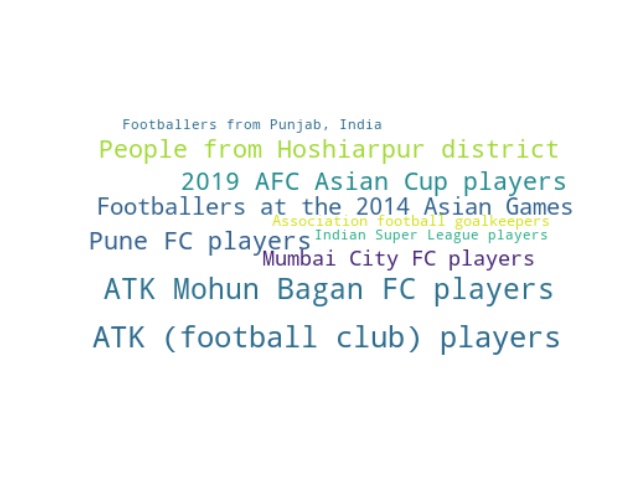 Footballers from Punjab, India
People from Hoshiarpur district
2019 AFC Asian Cup players
Footballers at the 2014 Asian Games
Association football goalkeepers
Indian Super League players
Pune FC players
Mumbai City FC players
ATK Mohun Bagan FC players
ATK (football club) players